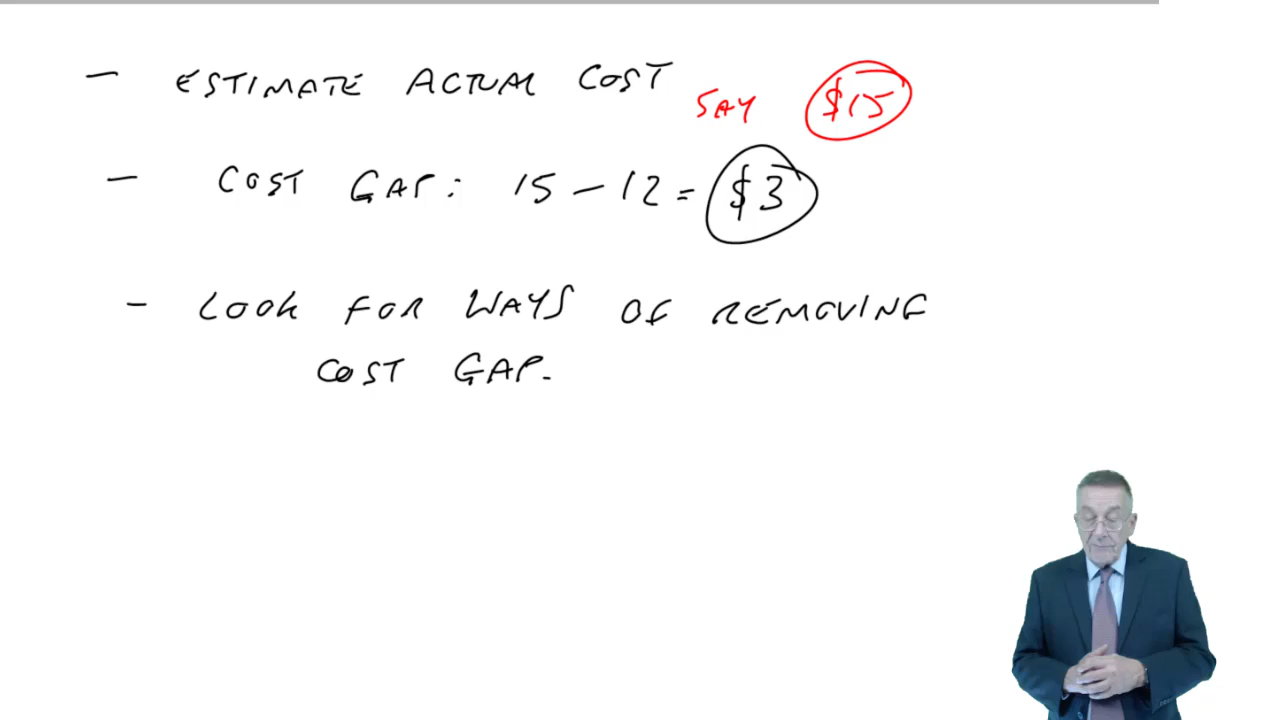 - ESTIMATE ACTUAL COST SAY $15
- COST GAP: 15 - 12 = $3
- LOOK FOR WAYS OF REMOVING
COST GAP.